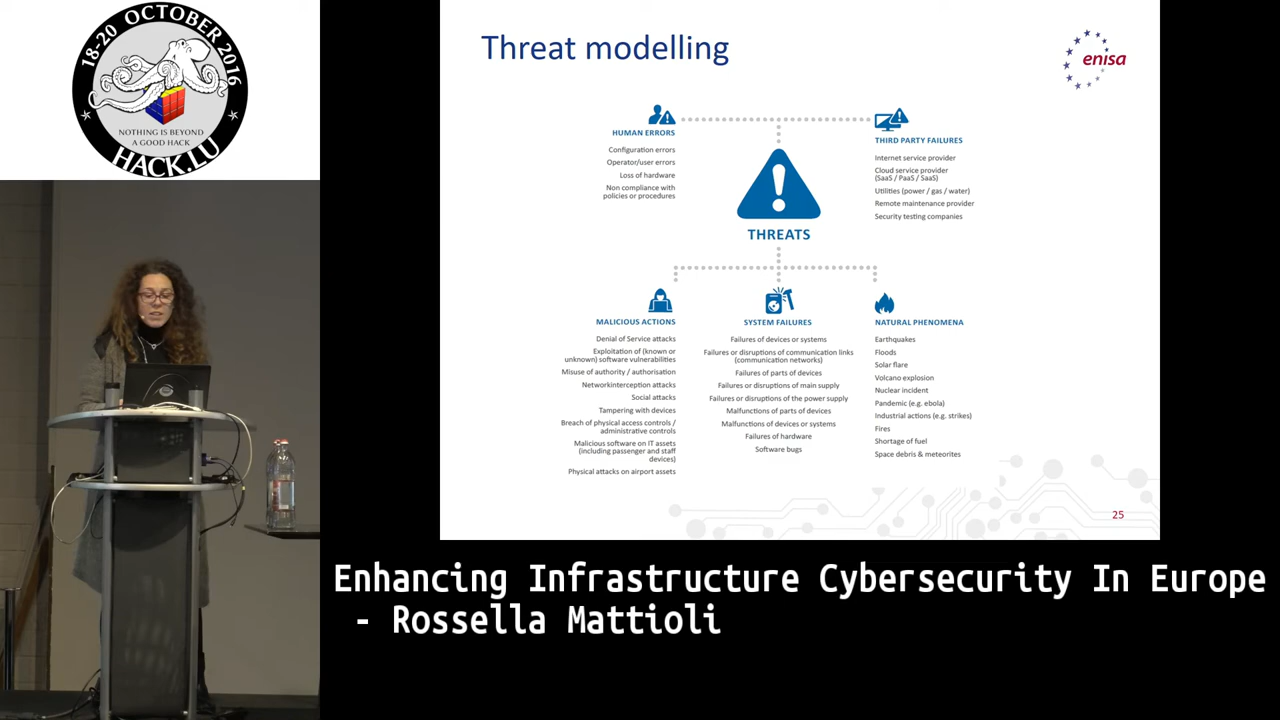 18-20 OCTOBER 2016
NOTHING IS BEYOND
A GOOD HACK
HACK.LU
Threat modelling
enisa
HUMAN ERRORS
Configuration errors
Operator/user errors
Loss of hardware
Non compliance with
policies or procedures
THIRD PARTY FAILURES
Internet service provider
Cloud service provider
(SaaS / PaaS / SaaS)
Utilities (power / gas / water)
Remote maintenance provider
Security testing companies
THREATS
MALICIOUS ACTIONS
Denial of Service attacks
Exploitation of (known or
unknown) software vulnerabilities
Misuse of authority / authorisation
Networkinterception attacks
Social attacks
Tampering with devices
Breach of physical access controls /
administrative controls
Malicious software on IT assets
(including passenger and staff
devices)
Physical attacks on airport assets
SYSTEM FAILURES
Failures of devices or systems
Failures or disruptions of communication links
(communication networks)
Failures of parts of devices
Failures or disruptions of main supply
Failures or disruptions of the power supply
Malfunctions of parts of devices
Malfunctions of devices or systems
Failures of hardware
Software bugs
NATURAL PHENOMENA
Earthquakes
Floods
Solar flare
Volcano explosion
Nuclear incident
Pandemic (e.g. ebola)
Industrial actions (e.g. strikes)
Fires
Shortage of fuel
Space debris & meteorites
25
Enhancing Infrastructure Cybersecurity In Europe
- Rossella Mattioli